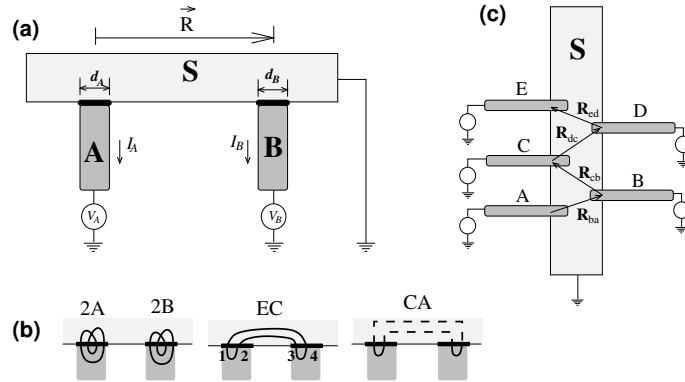 (a)
R
S
d_A
d_B
A
B
I_A
I_B
V_A
V_B
(b)
2A
2B
EC
CA
1 2 3 4
(c)
S
E
D
R_ed
R_dc
C
R_cb
B
A
R_ba